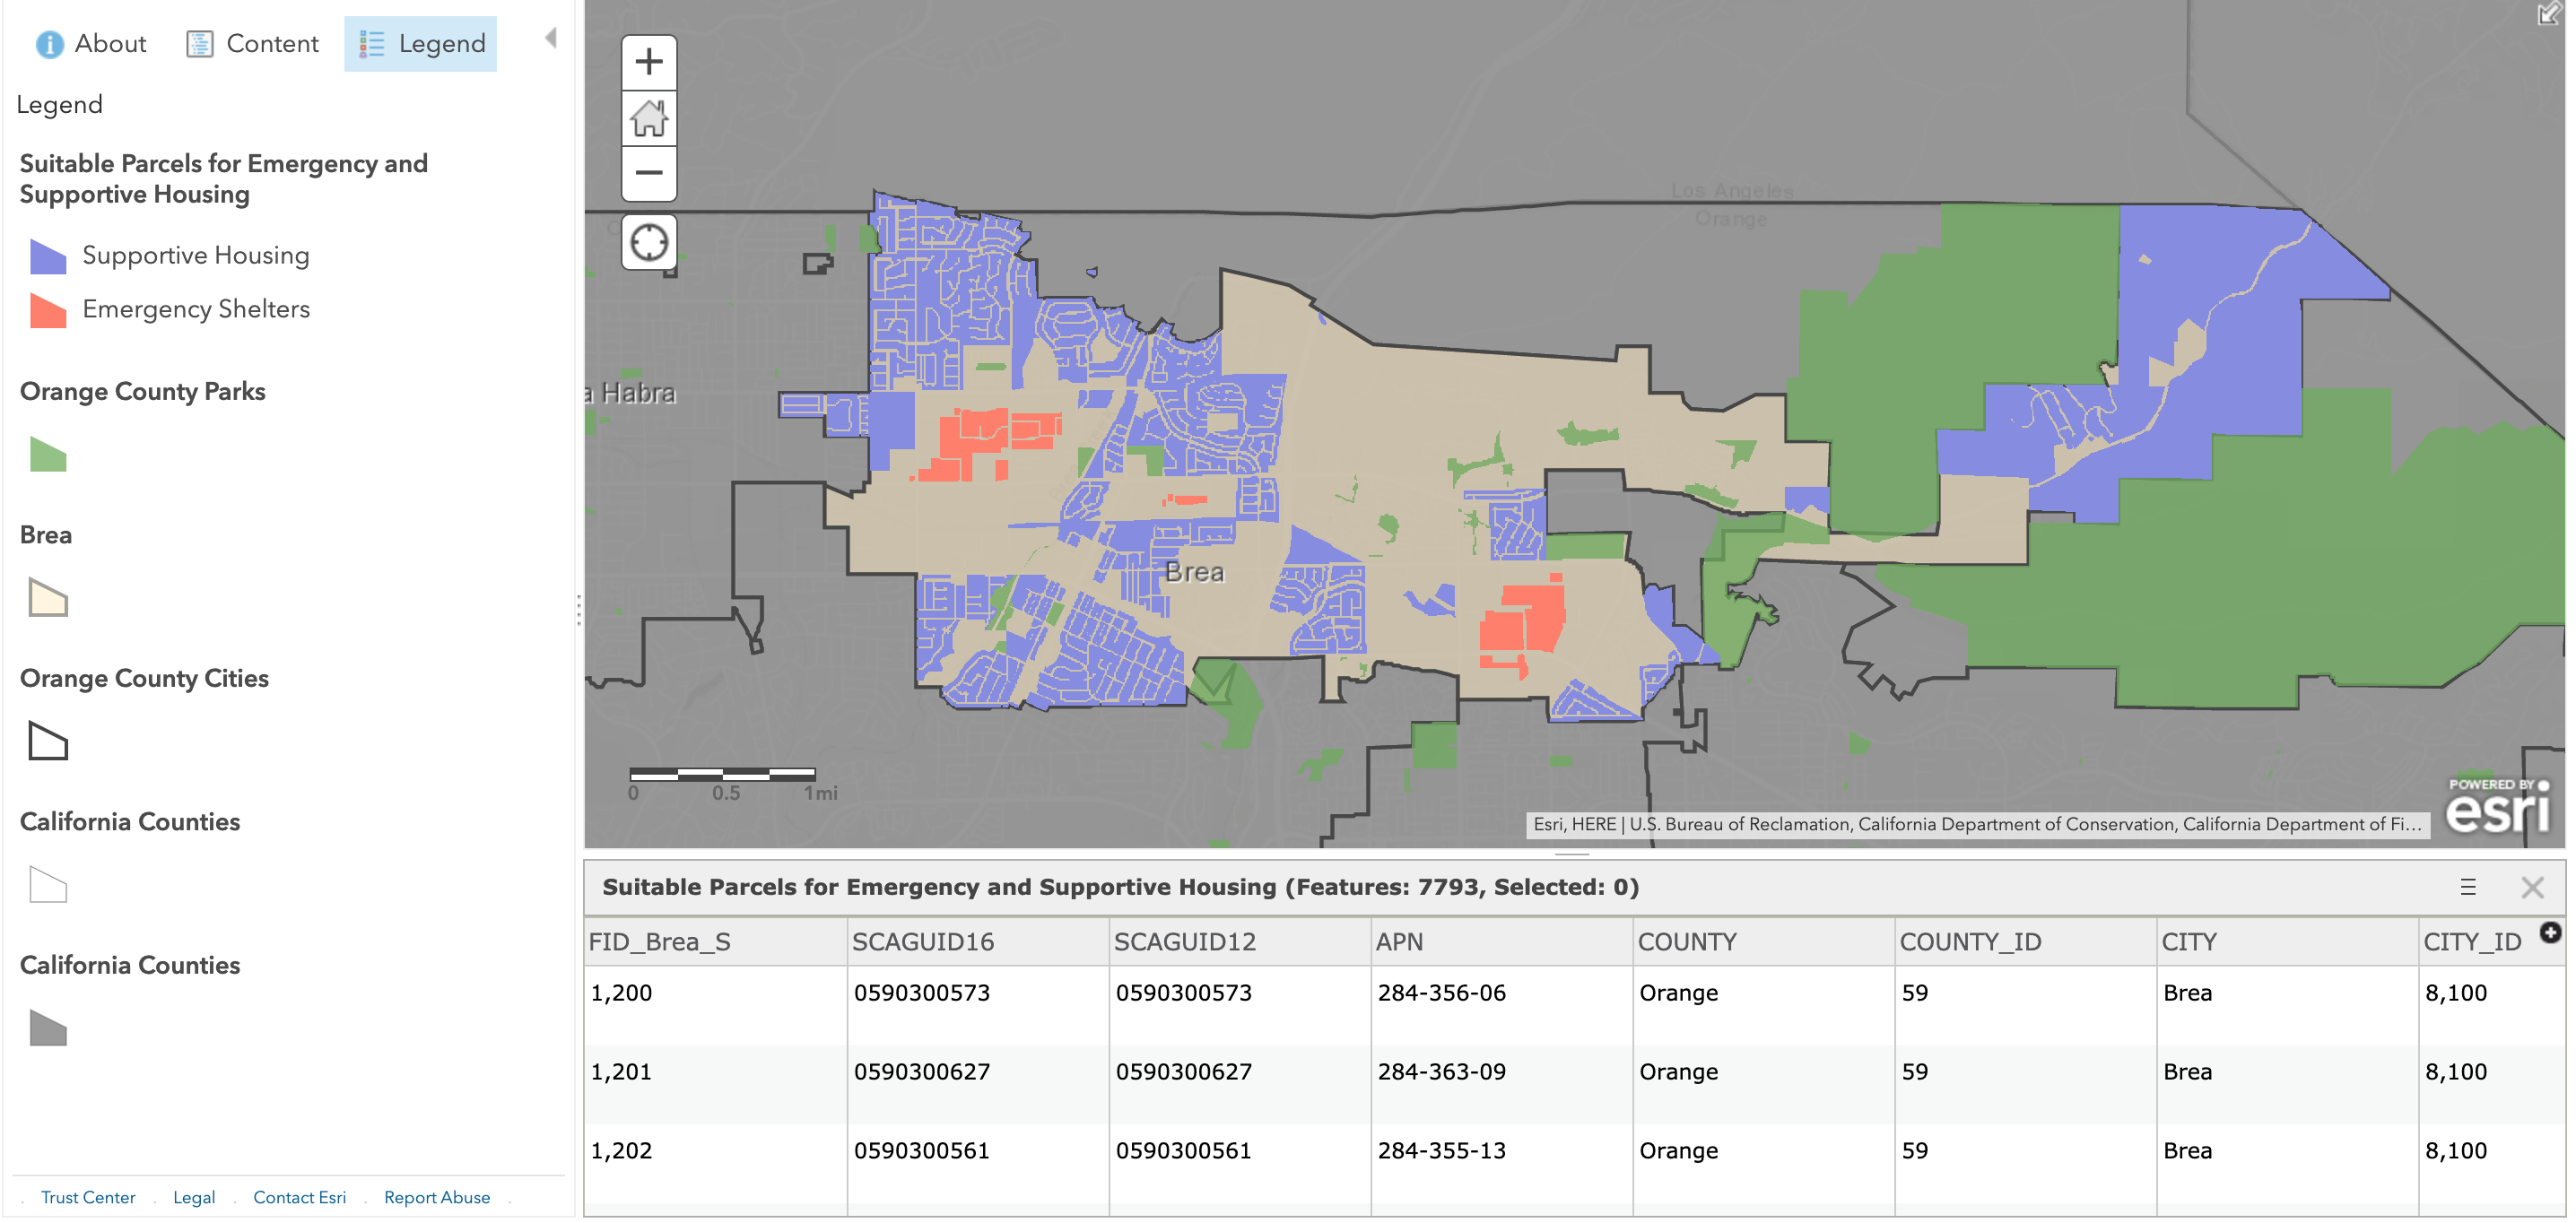 About
Content
Legend
Legend
Suitable Parcels for Emergency and
Supportive Housing
Supportive Housing
Emergency Shelters
Orange County Parks
Brea
Orange County Cities
California Counties
California Counties
Trust Center
Legal
Contact Esri
Report Abuse
Los Angeles
Orange
a Habra
Brea
0 0.5 1mi
Esri, HERE | U.S. Bureau of Reclamation, California Department of Conservation, California Department of Fi...
POWERED BY
esri
Suitable Parcels for Emergency and Supportive Housing (Features: 7793, Selected: 0)
FID_Brea_S SCAGUID16 SCAGUID12 APN COUNTY COUNTY_ID CITY CITY_ID
1,200 0590300573 0590300573 284-356-06 Orange 59 Brea 8,100
1,201 0590300627 0590300627 284-363-09 Orange 59 Brea 8,100
1,202 0590300561 0590300561 284-355-13 Orange 59 Brea 8,100